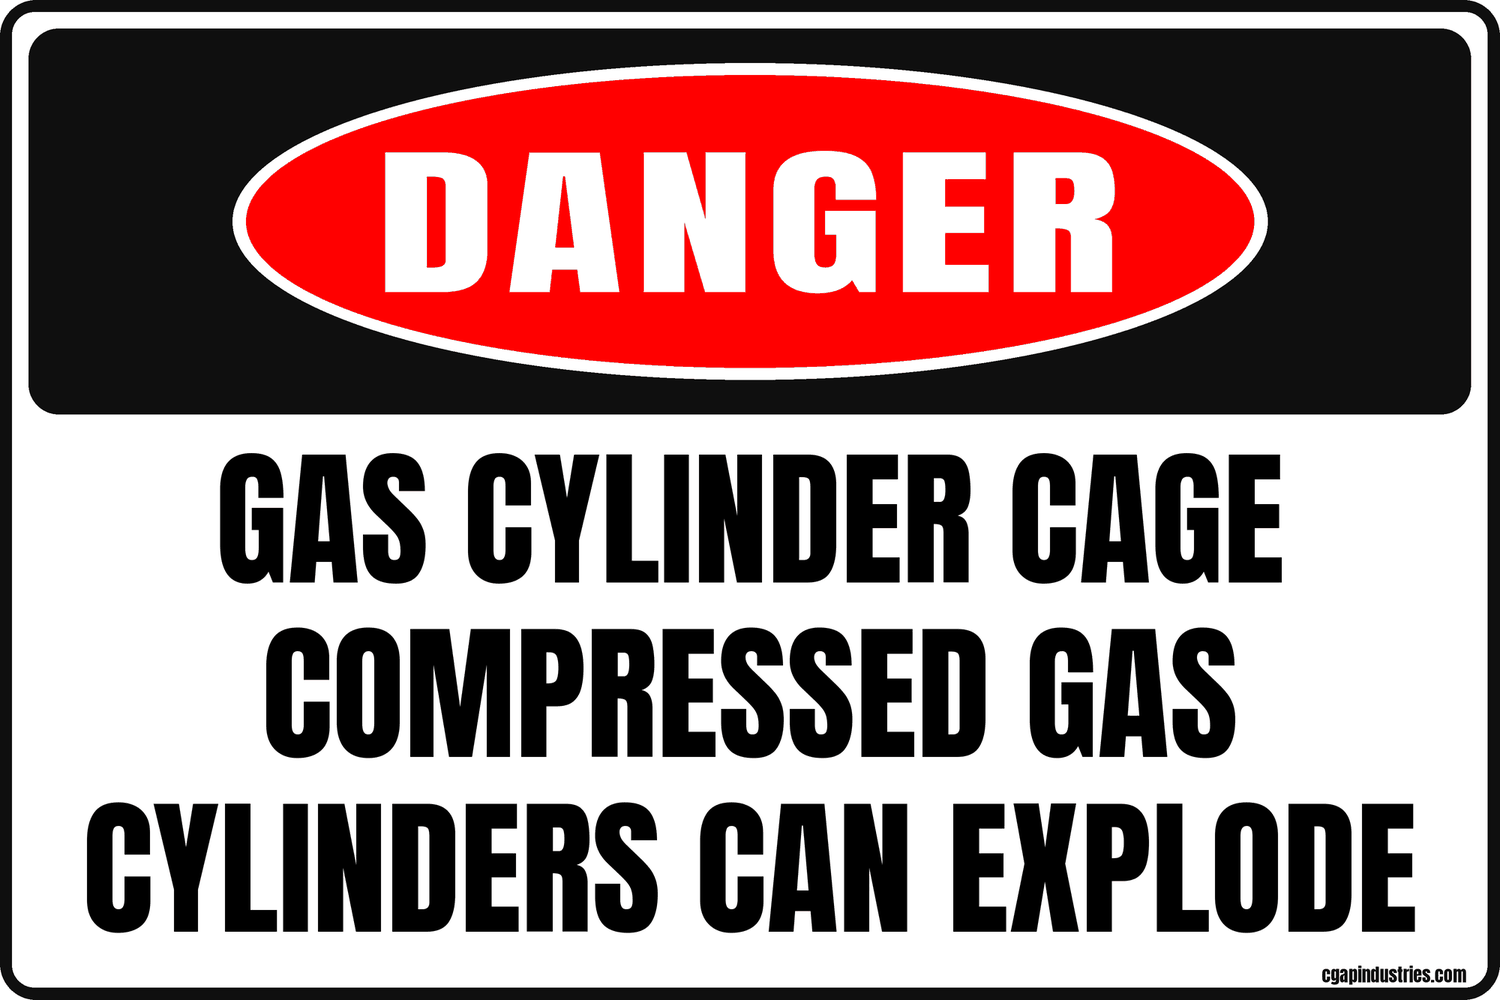 DANGER
GAS CYLINDER CAGE
COMPRESSED GAS
CYLINDERS CAN EXPLODE
cgapindustries.com